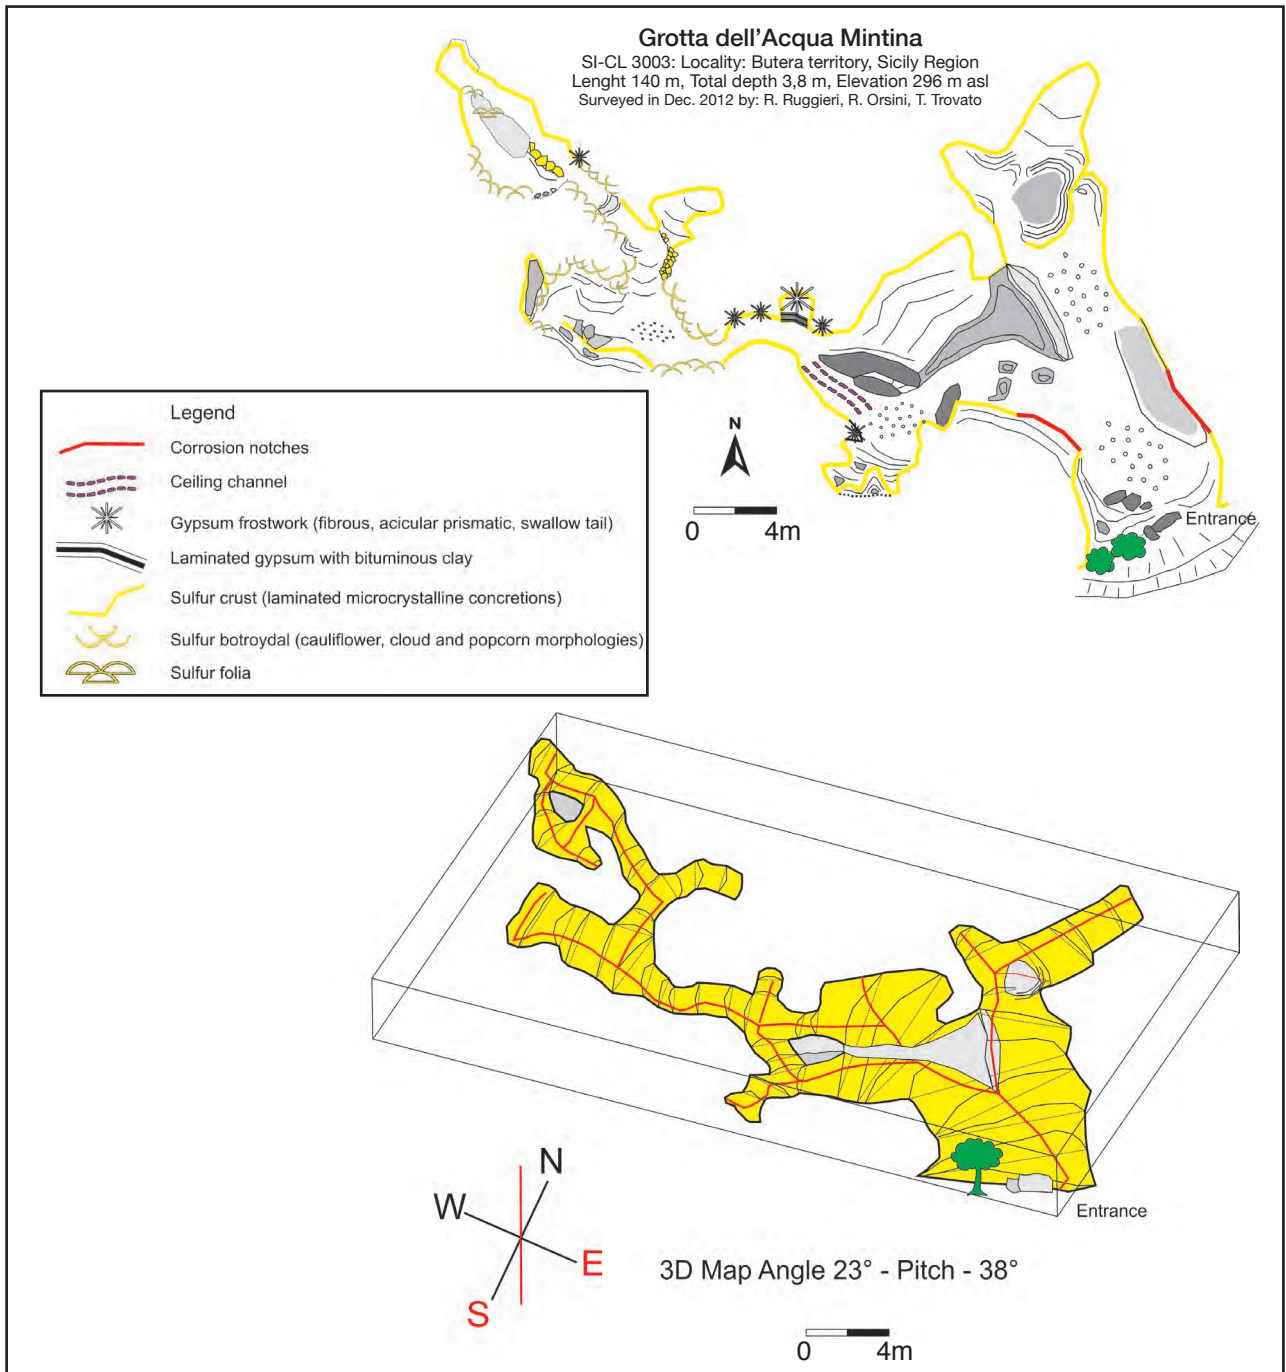 Grotta dell'Acqua Mintina
SI-CL 3003: Locality: Butera territory, Sicily Region
Lenght 140 m, Total depth 3,8 m, Elevation 296 m asl
Surveyed in Dec. 2012 by: R. Ruggieri, R. Orsini, T. Trovato
Legend
Corrosion notches
Ceiling channel
Gypsum frostwork (fibrous, acicular prismatic, swallow tail)
Laminated gypsum with bituminous clay
Sulfur crust (laminated microcrystalline concretions)
Sulfur botroydal (cauliflower, cloud and popcorn morphologies)
Sulfur folia
N
0 4m
Entrance
Entrance
N
W
E
S
3D Map Angle 23° - Pitch - 38°
0 4m